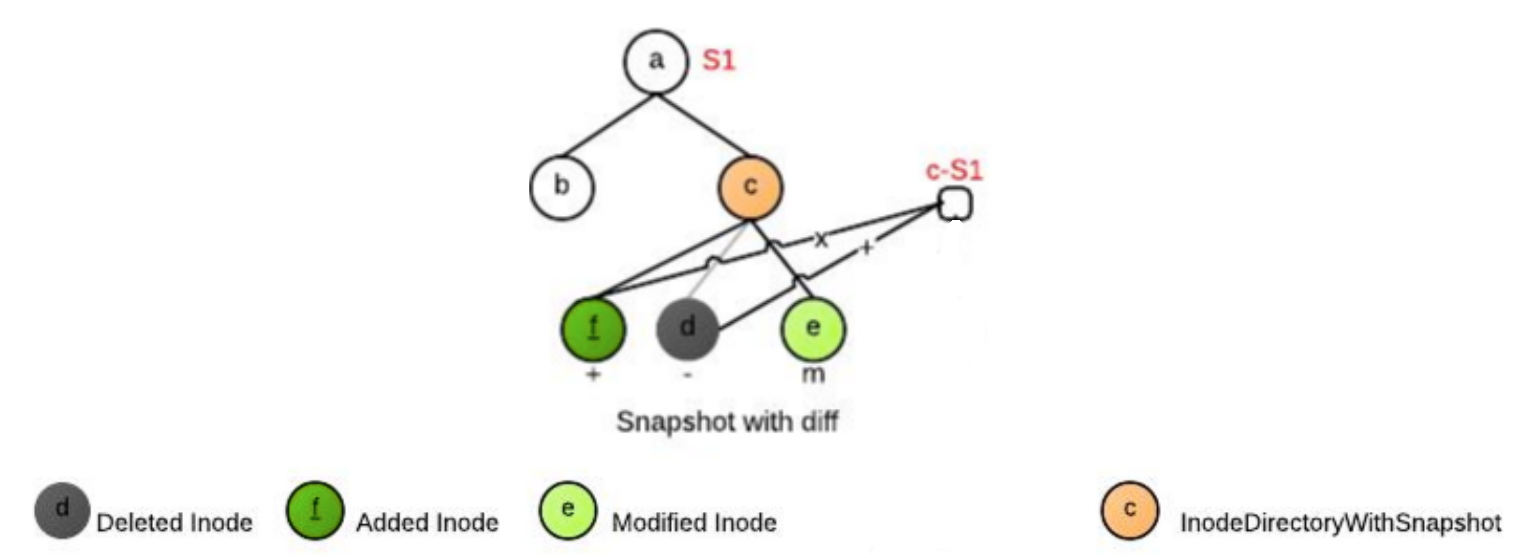 a S1
b c c-S1
x +
f d e
+ - m
Snapshot with diff
d Deleted Inode f Added Inode e Modified Inode c InodeDirectoryWithSnapshot